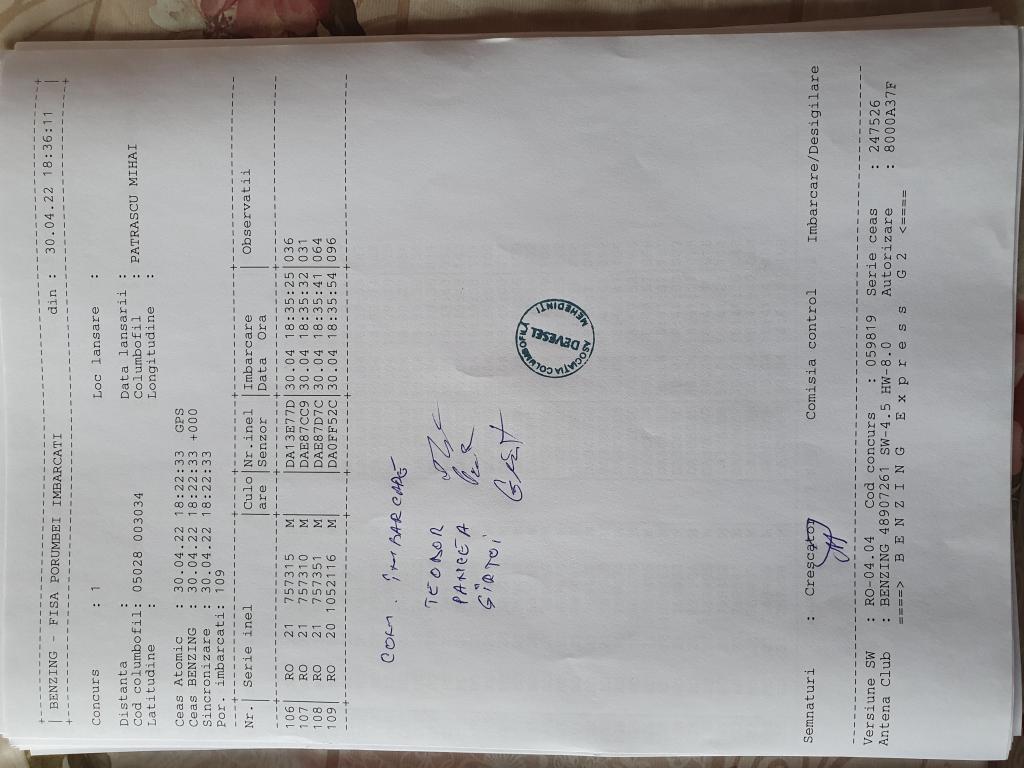 | BENZING - FISA PORUMBEI IMBARCATI din : 30.04.22 18:36:11 |
Concurs : 1 Loc lansare :
Distanta : Data lansarii :
Cod columbofil: 05028 003034 Columbofil : PATRASCU MIHAI
Latitudine : Longitudine :
Ceas Atomic : 30.04.22 18:22:33 GPS
Ceas BENZING : 30.04.22 18:22:33 +000
Sincronizare : 30.04.22 18:22:33
Por. imbarcati: 109
Nr | Serie inel |Culo|Nr.inel |Imbarcare | Observatii
|are |Senzor |Data Ora |
106 RO 21 757315 M |DA13E77D|30.04 18:35:25|036
107 RO 21 757310 M |DAE87CC9|30.04 18:35:32|031
108 RO 21 757351 M |DAE87D7C|30.04 18:35:41|064
109 RO 20 1052116 M |DA0FF52C|30.04 18:35:54|096
COM. IMBARCARE
TEODOR
PANCEA
GÎRTOI
ASOCIATIA COLUMBOFILA
DEVESEL
MEHEDINTI
Semnaturi : Crescator Comisia control Imbarcare/Desigilare
Versiune SW : RO-04.04 Cod concurs : 059819 Serie ceas : 247526
Antena Club : BENZING 48907261 SW-4.5 HW-8.0 Autorizare : 8000A37F
====> B E N Z I N G E x p r e s s G 2 <====